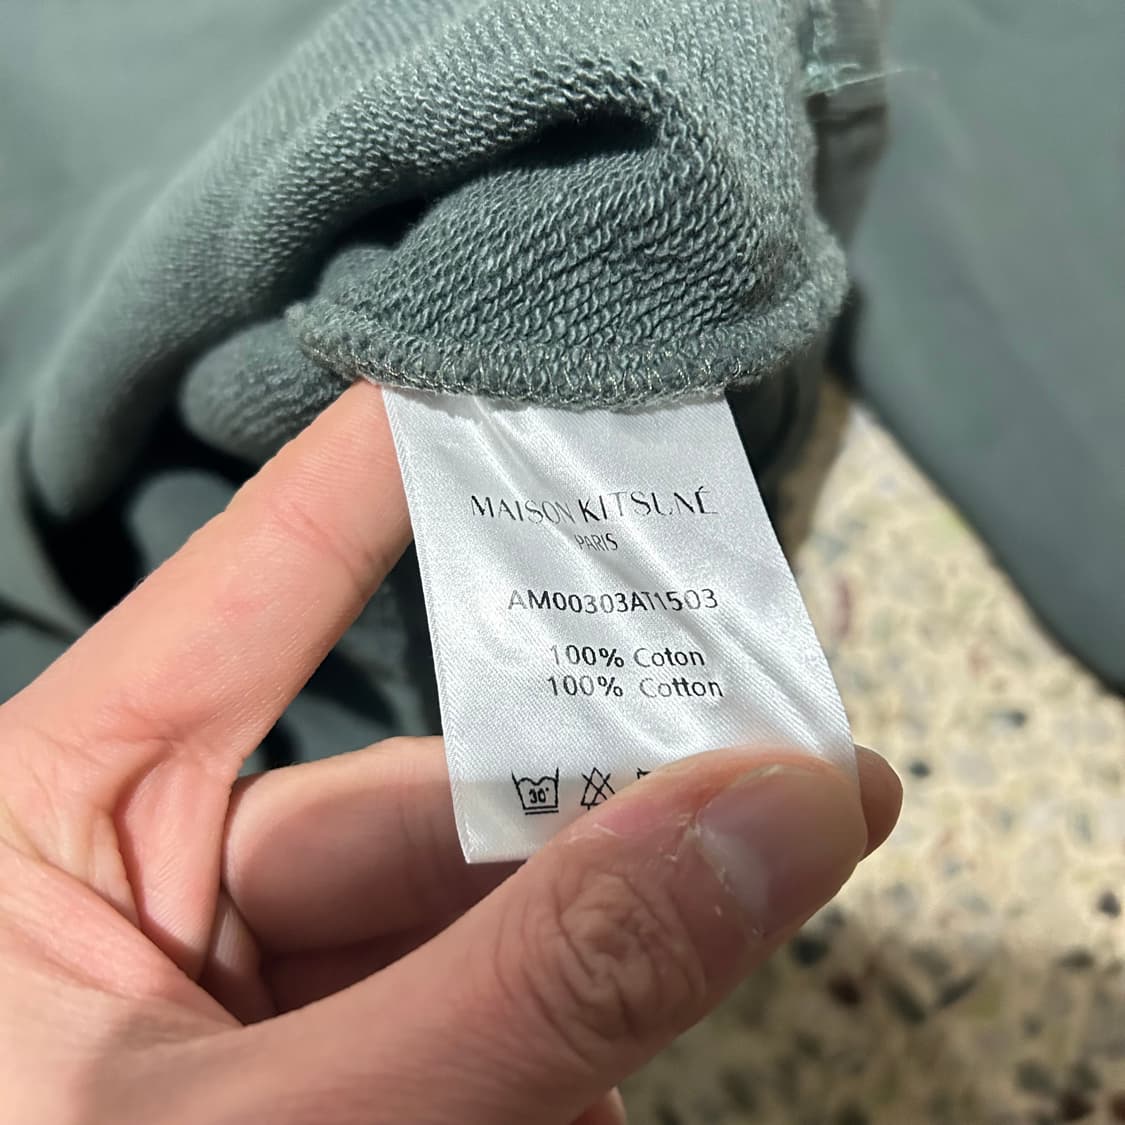 MAISON KITSUNÉ
PARIS
AM00303AT1503
100% Coton
100% Cotton
30°